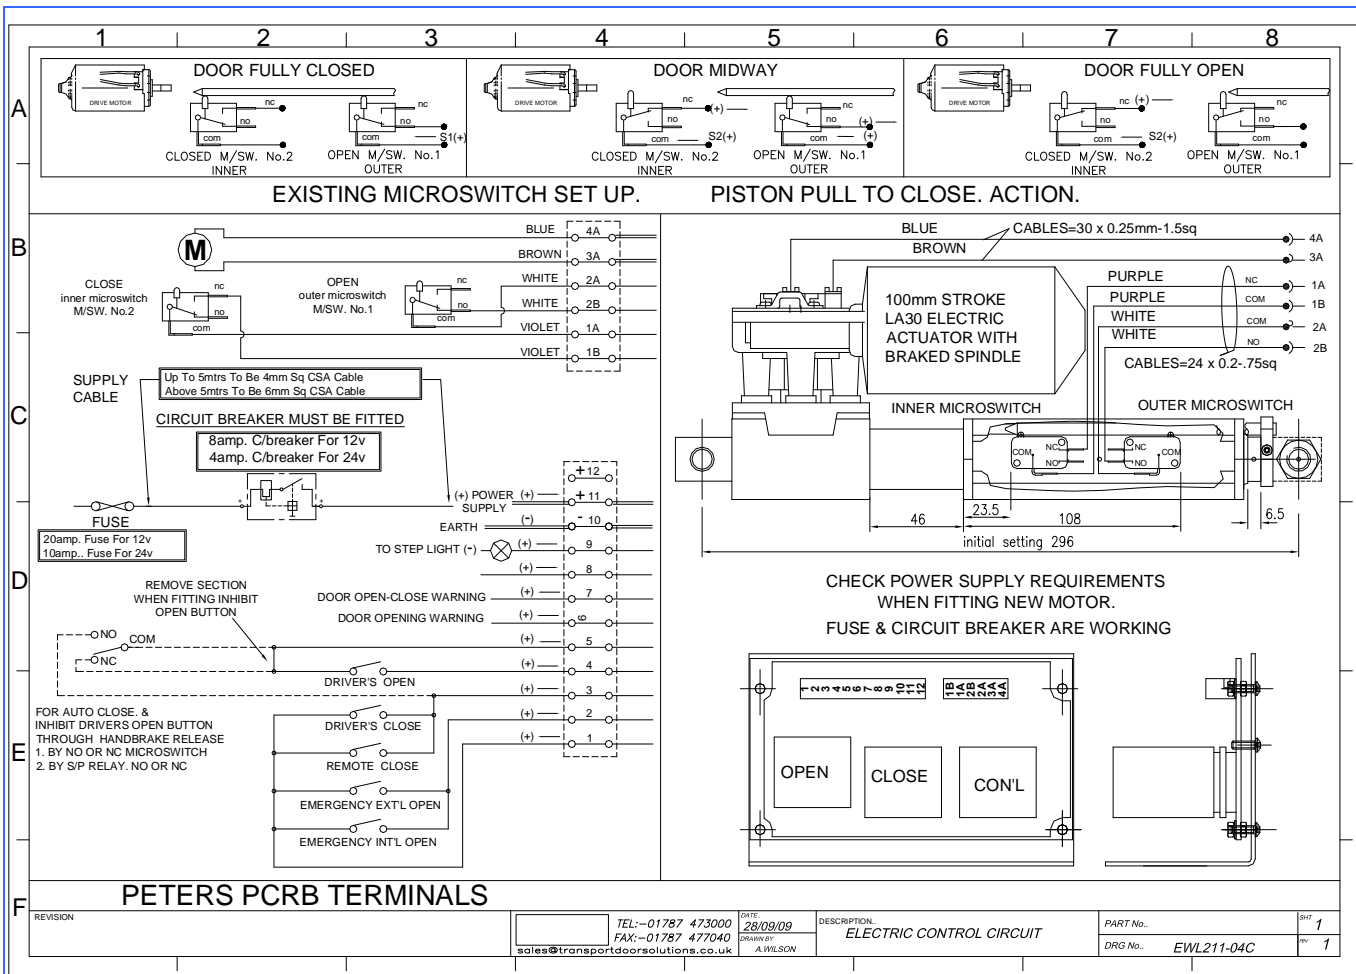 1 2 3 4 5 6 7 8
A
DOOR FULLY CLOSED
DRIVE MOTOR
nc
no
com
CLOSED M/SW. No.2
INNER
nc
no
com
S1(+)
OPEN M/SW. No.1
OUTER
DOOR MIDWAY
DRIVE MOTOR
nc
(+)
no
com
S2(+)
CLOSED M/SW. No.2
INNER
nc
no
(+)
com
(+)
OPEN M/SW. No.1
OUTER
DOOR FULLY OPEN
DRIVE MOTOR
nc
(+)
no
com
S2(+)
CLOSED M/SW. No.2
INNER
nc
no
com
OPEN M/SW. No.1
OUTER
EXISTING MICROSWITCH SET UP. PISTON PULL TO CLOSE. ACTION.
B
M
BLUE 4A
BROWN 3A
WHITE 2A
WHITE 2B
VIOLET 1A
VIOLET 1B
CLOSE
inner microswitch
M/SW. No.2
nc
no
com
OPEN
outer microswitch
M/SW. No.1
nc
no
com
C
SUPPLY
CABLE
Up To 5mtrs To Be 4mm Sq CSA Cable
Above 5mtrs To Be 6mm Sq CSA Cable
CIRCUIT BREAKER MUST BE FITTED
8amp. C/breaker For 12v
4amp. C/breaker For 24v
FUSE
20amp. Fuse For 12v
10amp.. Fuse For 24v
+ 12
(+) POWER SUPPLY (+) + 11
EARTH (-) - 10
TO STEP LIGHT (-) (+) 9
(+) 8
DOOR OPEN-CLOSE WARNING (+) 7
DOOR OPENING WARNING (+) 6
(+) 5
(+) 4
(+) 3
(+) 2
(+) 1
D
REMOVE SECTION
WHEN FITTING INHIBIT
OPEN BUTTON
NO
COM
NC
DRIVER'S OPEN
DRIVER'S CLOSE
REMOTE CLOSE
EMERGENCY EXT'L OPEN
EMERGENCY INT'L OPEN
E
FOR AUTO CLOSE. &
INHIBIT DRIVERS OPEN BUTTON
THROUGH HANDBRAKE RELEASE
1. BY NO OR NC MICROSWITCH
2. BY S/P RELAY. NO OR NC
BLUE
BROWN
CABLES=30 x 0.25mm-1.5sq
4A
3A
PURPLE NC 1A
PURPLE COM 1B
WHITE COM 2A
WHITE NO 2B
CABLES=24 x 0.2-.75sq
100mm STROKE
LA30 ELECTRIC
ACTUATOR WITH
BRAKED SPINDLE
INNER MICROSWITCH
OUTER MICROSWITCH
COM
NC
NO
NC
NO
COM
46
23.5
108
6.5
initial setting 296
CHECK POWER SUPPLY REQUIREMENTS
WHEN FITTING NEW MOTOR.
FUSE & CIRCUIT BREAKER ARE WORKING
1 2 3 4 5 6 7 8 9 10 11 12
1B 1A 2B 2A 3A 4A
OPEN
CLOSE
CON'L
F
PETERS PCRB TERMINALS
REVISION
TEL:-01787 473000
FAX:-01787 477040
sales@transportdoorsolutions.co.uk
DATE..
28/09/09
DRAWN BY
A.WILSON
DESCRIPTION..
ELECTRIC CONTROL CIRCUIT
PART No..
DRG No.. EWL211-04C
SHT
1
rev
1